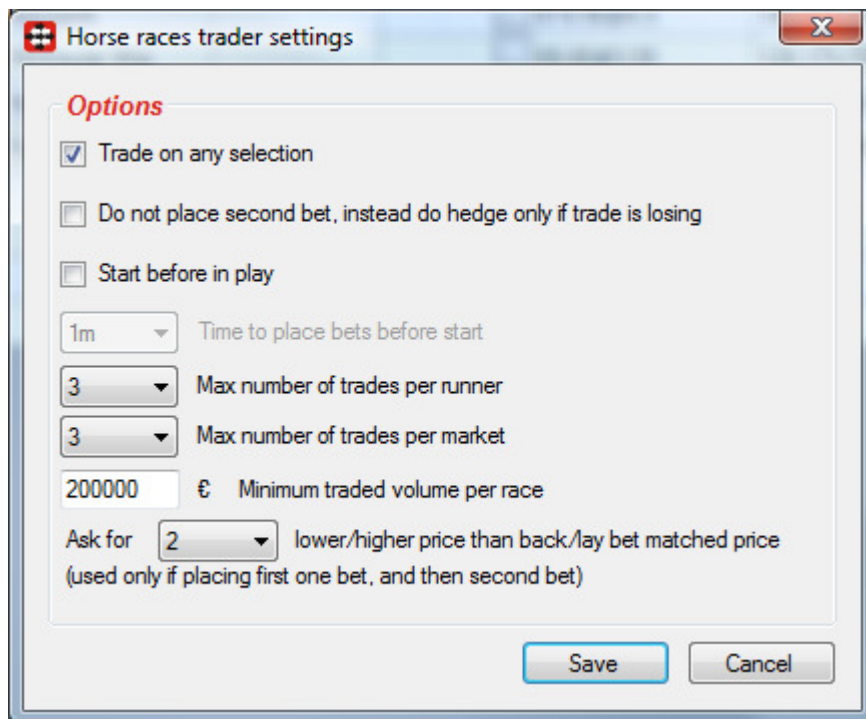 Horse races trader settings
Options
Trade on any selection
Do not place second bet, instead do hedge only if trade is losing
Start before in play
1m Time to place bets before start
3 Max number of trades per runner
3 Max number of trades per market
200000 € Minimum traded volume per race
Ask for 2 lower/higher price than back/lay bet matched price
(used only if placing first one bet, and then second bet)
Save Cancel